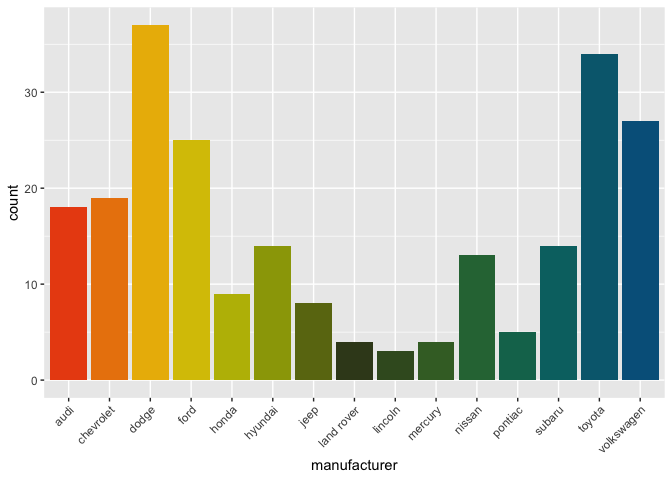 count
30
20
10
0
audi
chevrolet
dodge
ford
honda
hyundai
jeep
land rover
lincoln
mercury
nissan
pontiac
subaru
toyota
volkswagen
manufacturer